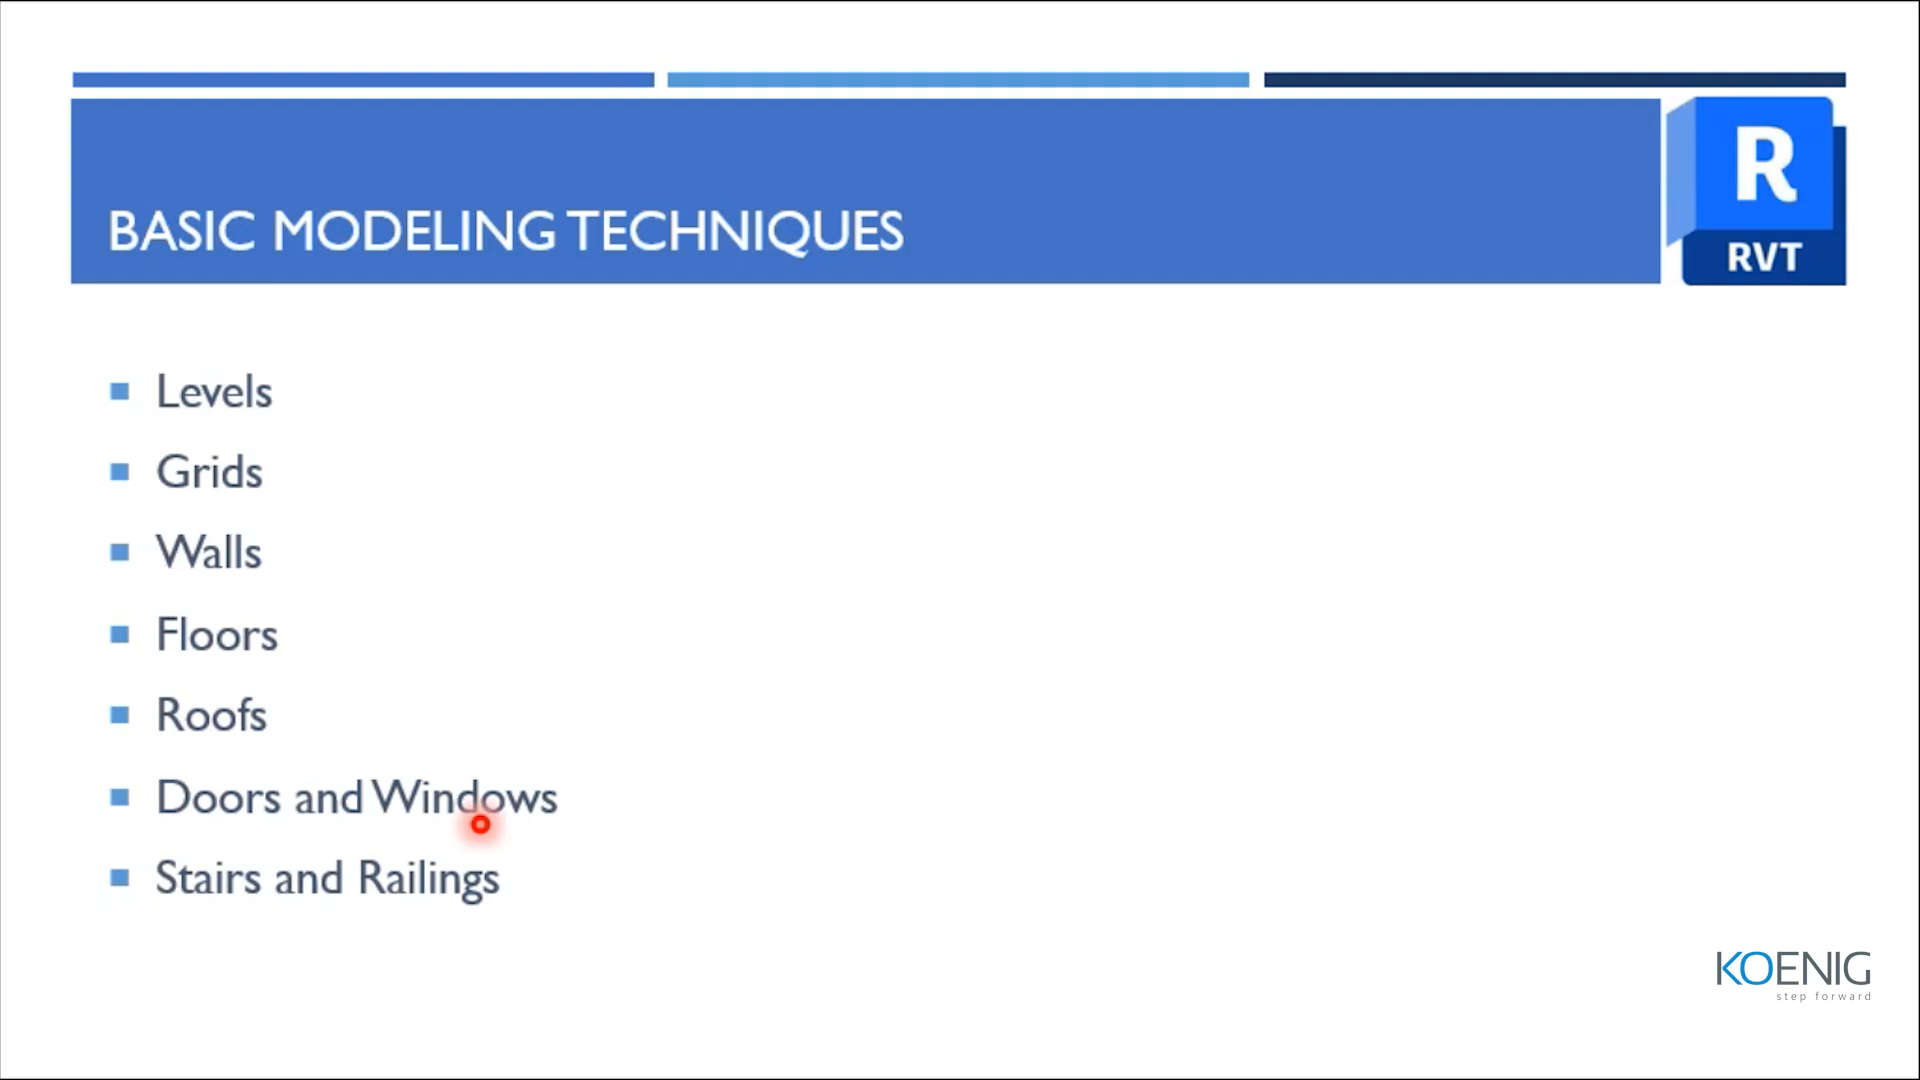 BASIC MODELING TECHNIQUES
R
RVT
Levels
Grids
Walls
Floors
Roofs
Doors and Windows
Stairs and Railings
KOENIG
step forward